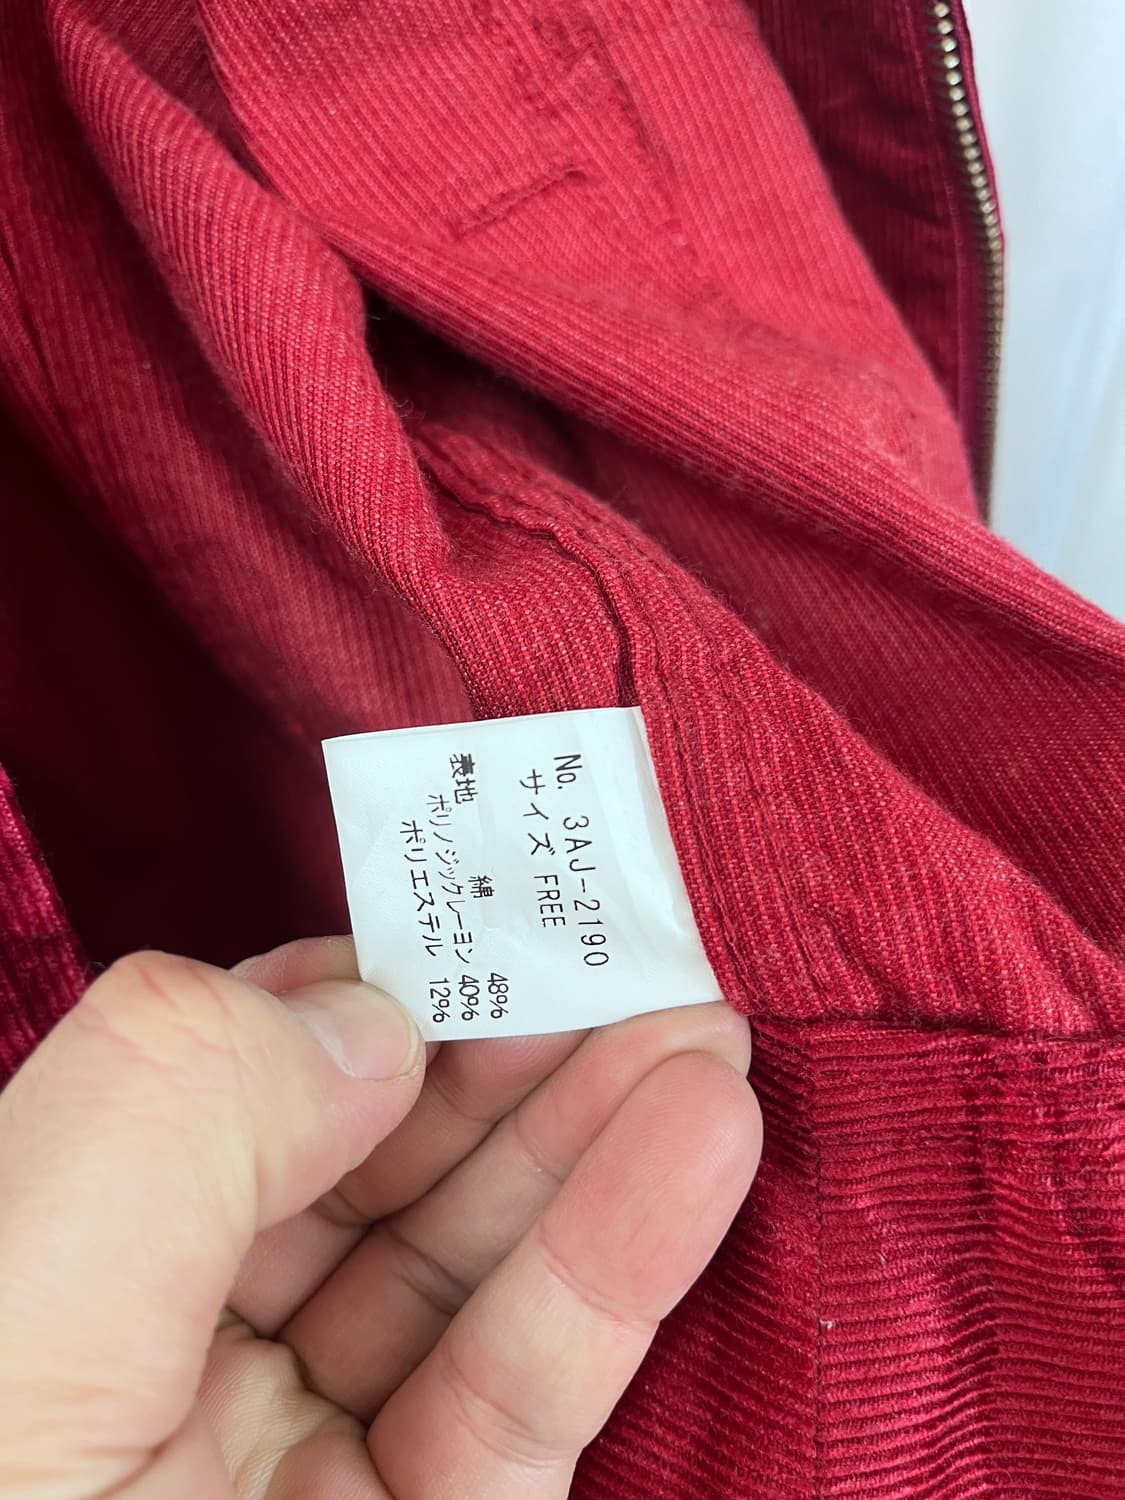 No. 3AJ-2190
サイズ FREE
表地 綿 48%
ポリノジックレーヨン 40%
ポリエステル 12%